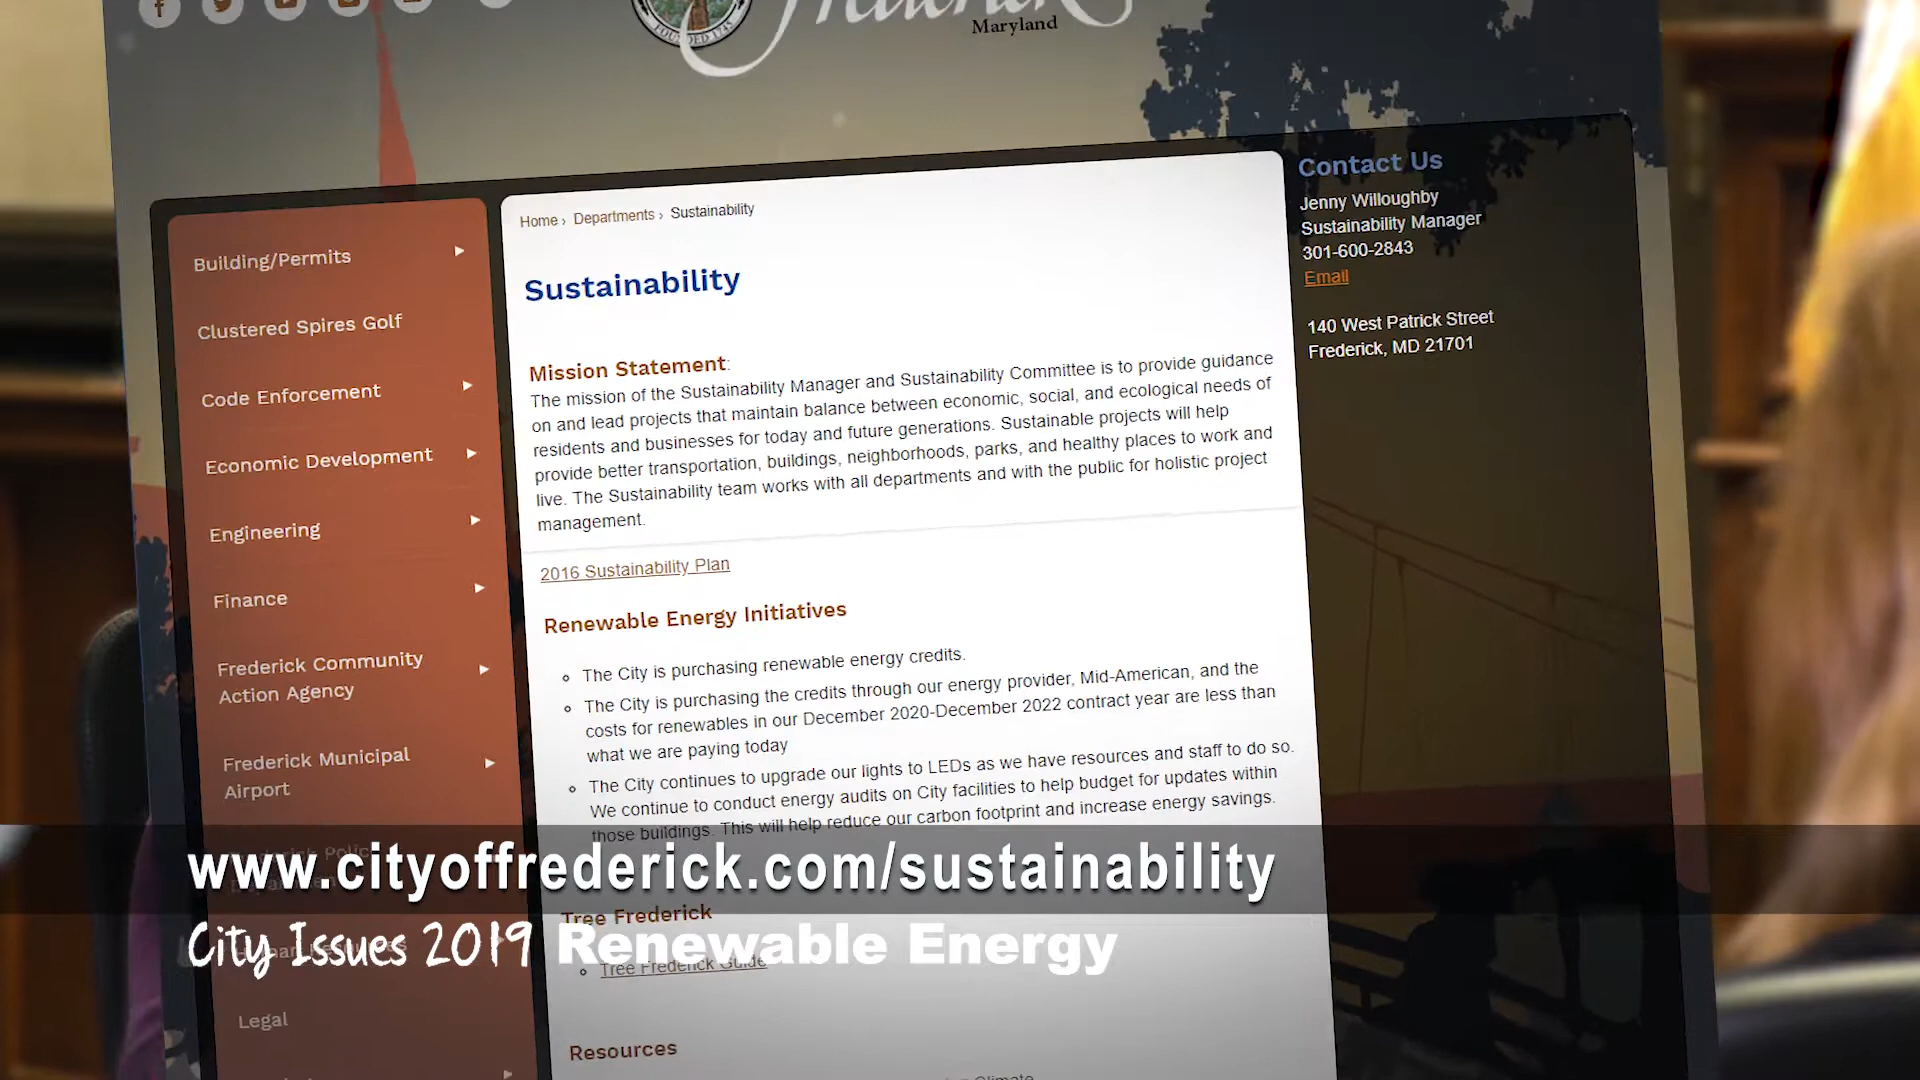 Frederick
Maryland
FOUNDED 1745
Building/Permits
Clustered Spires Golf
Code Enforcement
Economic Development
Engineering
Finance
Frederick Community
Action Agency
Frederick Municipal
Airport
Legal
Home › Departments › Sustainability
Sustainability
Mission Statement:
The mission of the Sustainability Manager and Sustainability Committee is to provide guidance
on and lead projects that maintain balance between economic, social, and ecological needs of
residents and businesses for today and future generations. Sustainable projects will help
provide better transportation, buildings, neighborhoods, parks, and healthy places to work and
live. The Sustainability team works with all departments and with the public for holistic project
management.
2016 Sustainability Plan
Renewable Energy Initiatives
The City is purchasing renewable energy credits.
The City is purchasing the credits through our energy provider, Mid-American, and the
costs for renewables in our December 2020-December 2022 contract year are less than
what we are paying today
The City continues to upgrade our lights to LEDs as we have resources and staff to do so.
We continue to conduct energy audits on City facilities to help budget for updates within
those buildings. This will help reduce our carbon footprint and increase energy savings.
Tree Frederick
Tree Frederick Guide
Resources
Climate
Contact Us
Jenny Willoughby
Sustainability Manager
301-600-2843
Email
140 West Patrick Street
Frederick, MD 21701
www.cityoffrederick.com/sustainability
City Issues 2019 Renewable Energy